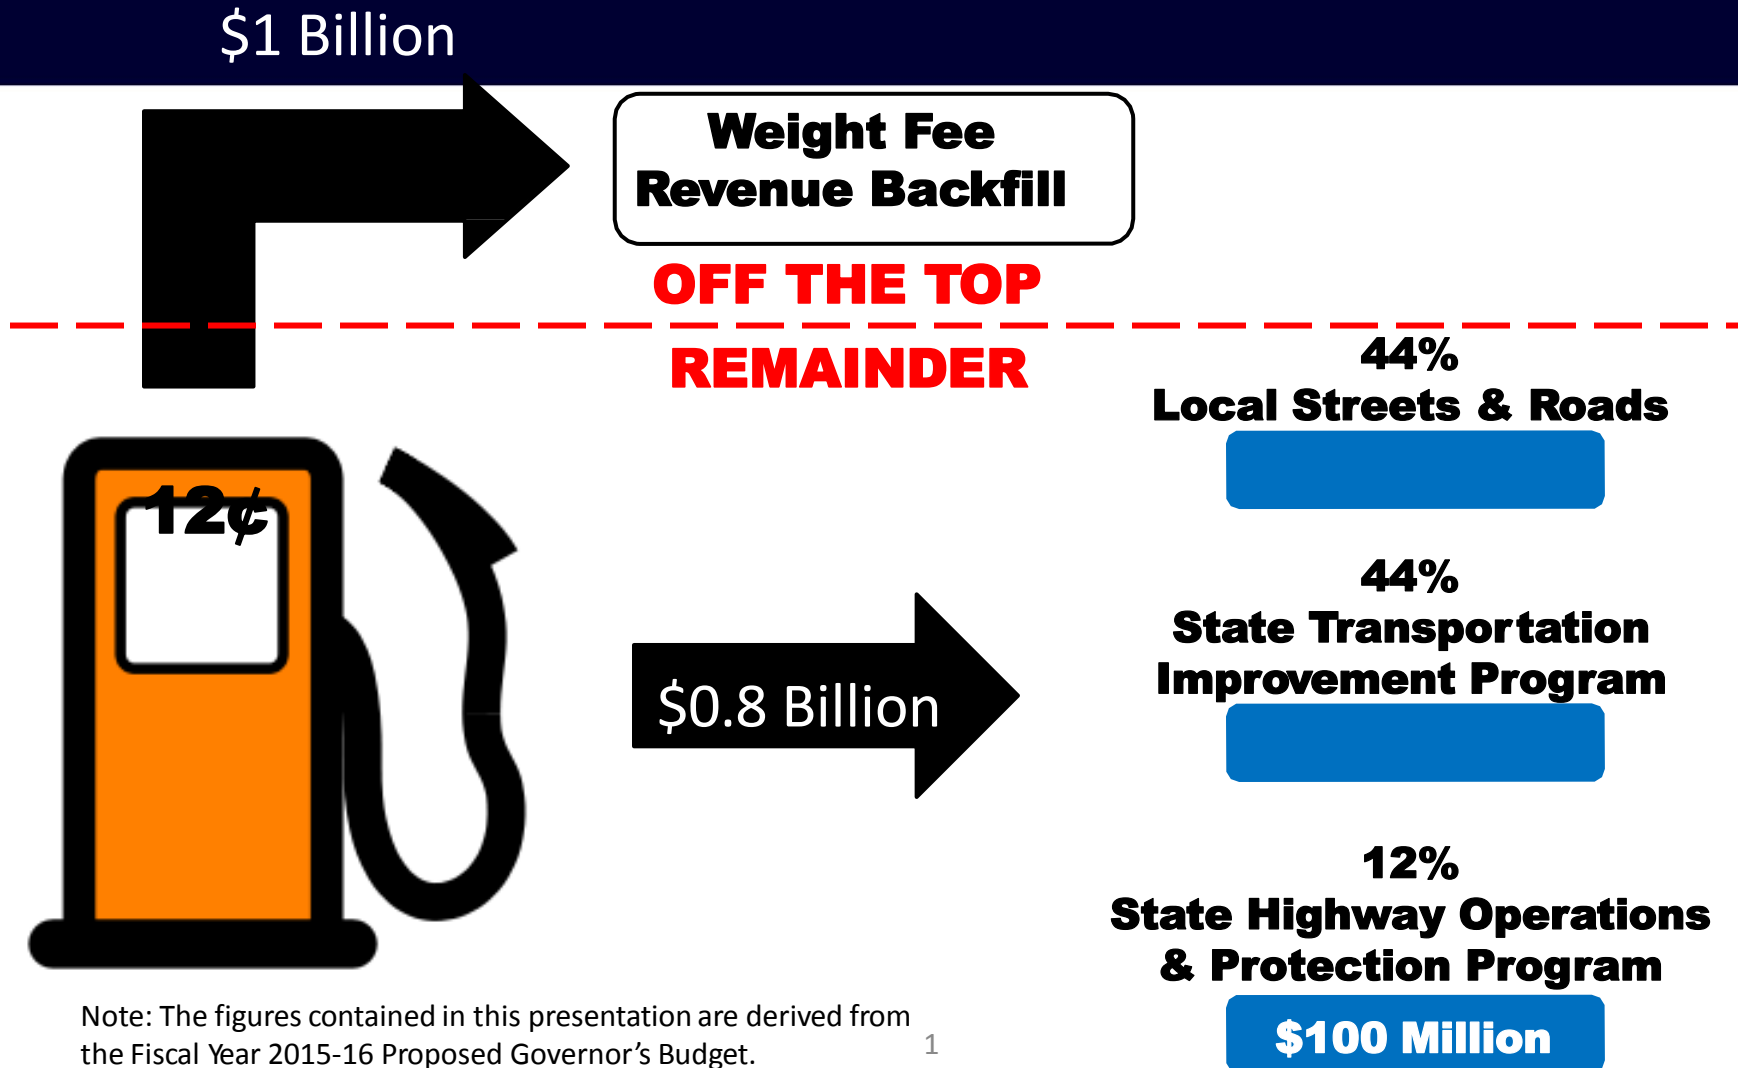 $1 Billion
Weight Fee
Revenue Backfill
OFF THE TOP
REMAINDER
44%
Local Streets & Roads
12¢
44%
State Transportation
Improvement Program
$0.8 Billion
12%
State Highway Operations
& Protection Program
$100 Million
Note: The figures contained in this presentation are derived from
the Fiscal Year 2015-16 Proposed Governor’s Budget.
1